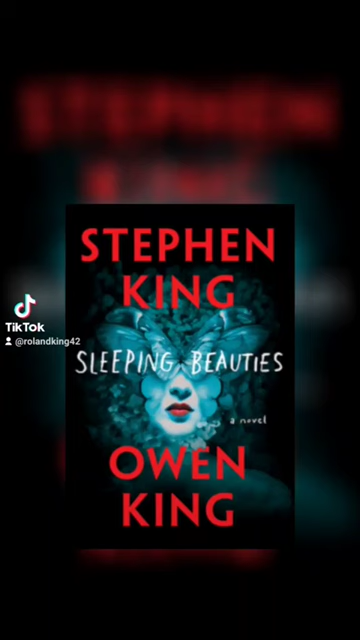 STEPHEN
KING
SLEEPING BEAUTIES
a novel
OWEN
KING
TikTok
@rolandking42